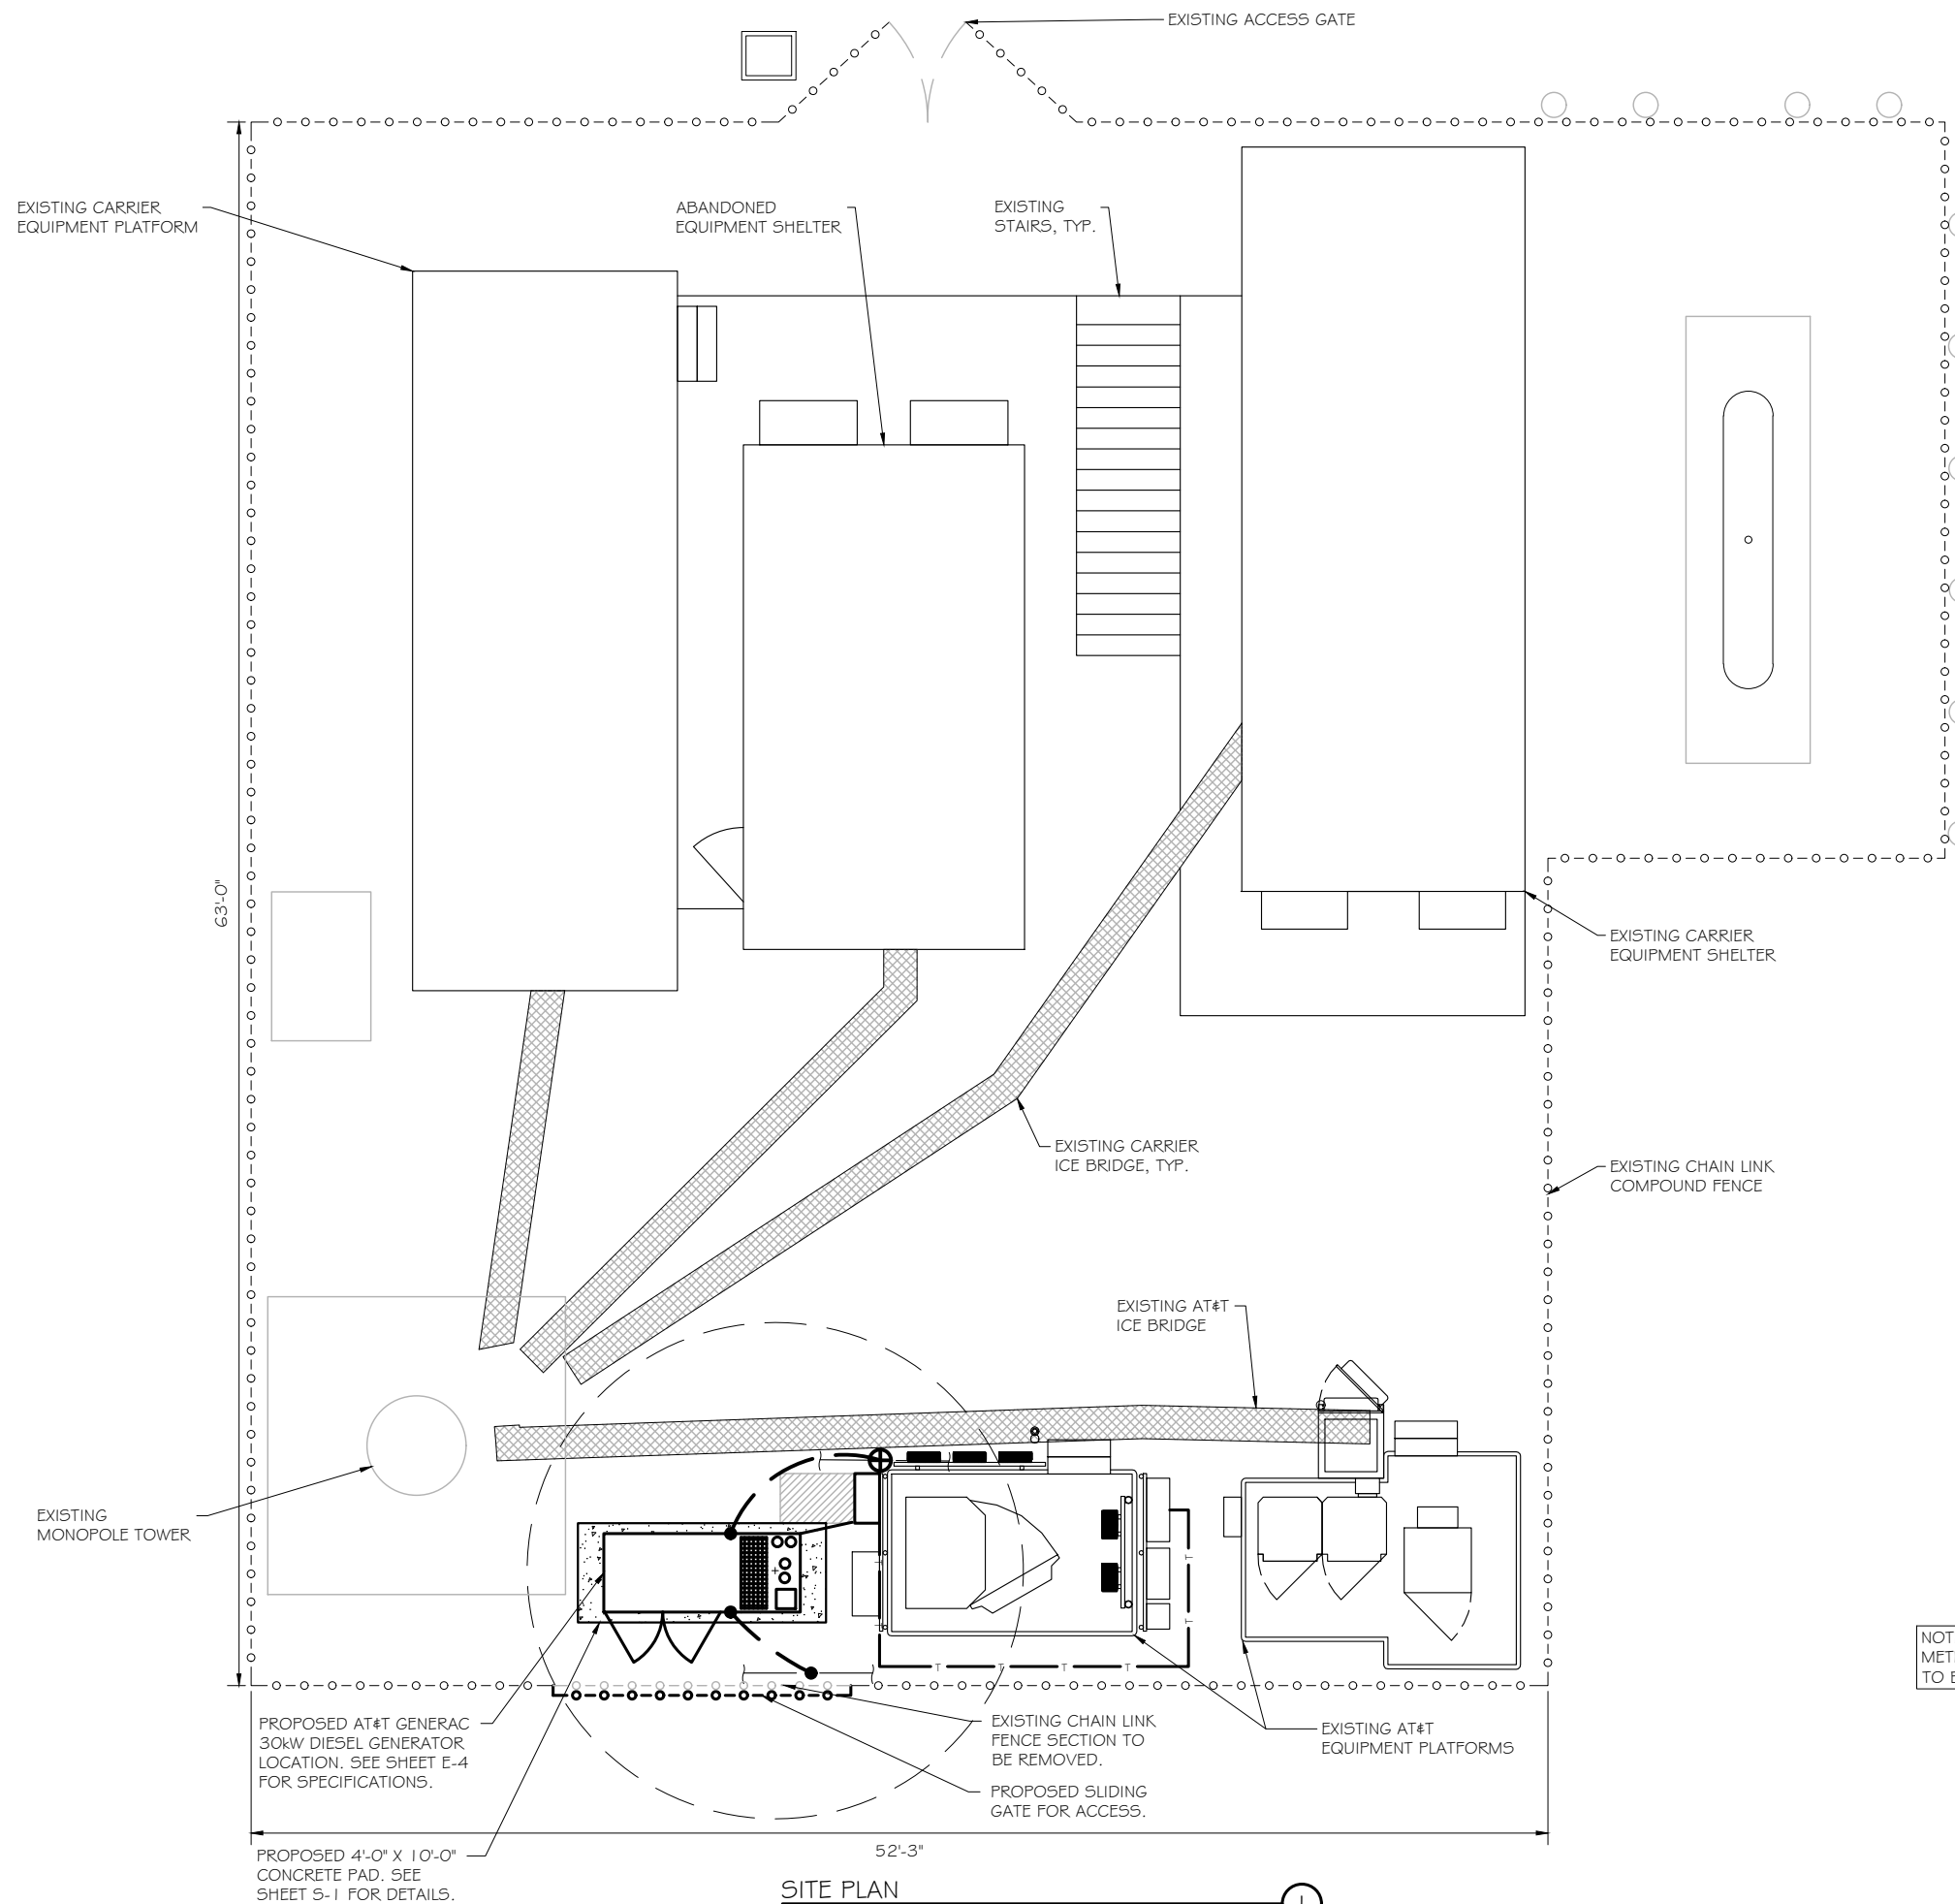 EXISTING ACCESS GATE
EXISTING CARRIER
EQUIPMENT PLATFORM
ABANDONED
EQUIPMENT SHELTER
EXISTING
STAIRS, TYP.
63'-0"
EXISTING CARRIER
EQUIPMENT SHELTER
EXISTING CARRIER
ICE BRIDGE, TYP.
EXISTING CHAIN LINK
COMPOUND FENCE
EXISTING AT&T
ICE BRIDGE
EXISTING
MONOPOLE TOWER
T
T
T
T
T
T
NOT
MET
TO
PROPOSED AT&T GENERAC
30kW DIESEL GENERATOR
LOCATION. SEE SHEET E-4
FOR SPECIFICATIONS.
EXISTING CHAIN LINK
FENCE SECTION TO
BE REMOVED.
EXISTING AT&T
EQUIPMENT PLATFORMS
PROPOSED SLIDING
GATE FOR ACCESS.
52'-3"
PROPOSED 4'-0" X 10'-0"
CONCRETE PAD. SEE
SHEET S-1 FOR DETAILS.
SITE PLAN
1